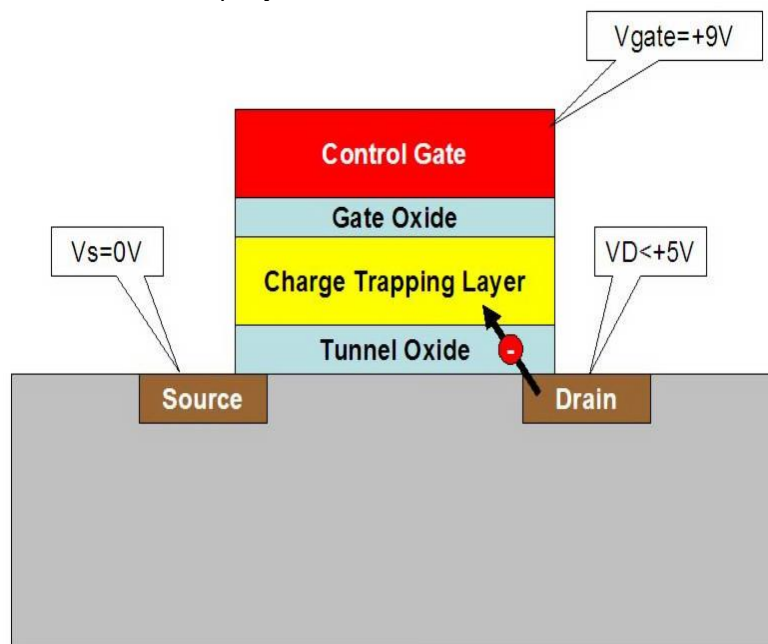 Vgate=+9V
Control Gate
Gate Oxide
Vs=0V
VD<+5V
Charge Trapping Layer
Tunnel Oxide
-
Source
Drain